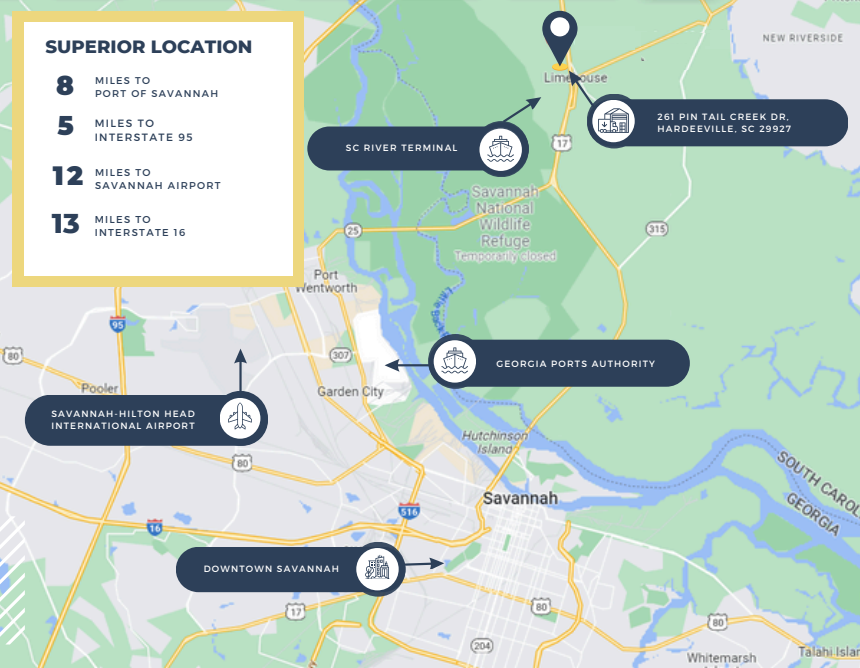 SUPERIOR LOCATION
8 MILES TO
PORT OF SAVANNAH
5 MILES TO
INTERSTATE 95
12 MILES TO
SAVANNAH AIRPORT
13 MILES TO
INTERSTATE 16
NEW RIVERSIDE
Limehouse
261 PIN TAIL CREEK DR,
HARDEEVILLE, SC 29927
SC RIVER TERMINAL
17
Savannah
National
Wildlife
Refuge
Temporarily closed
25
315
Port
Wentworth
95
Little Back
80
307
GEORGIA PORTS AUTHORITY
Pooler
Garden City
SAVANNAH-HILTON HEAD
INTERNATIONAL AIRPORT
Hutchinson
Island
80
SOUTH CAROL
GEORGIA
Savannah
516
16
DOWNTOWN SAVANNAH
17
80
80
204
Whitemarsh
Talahi Islan